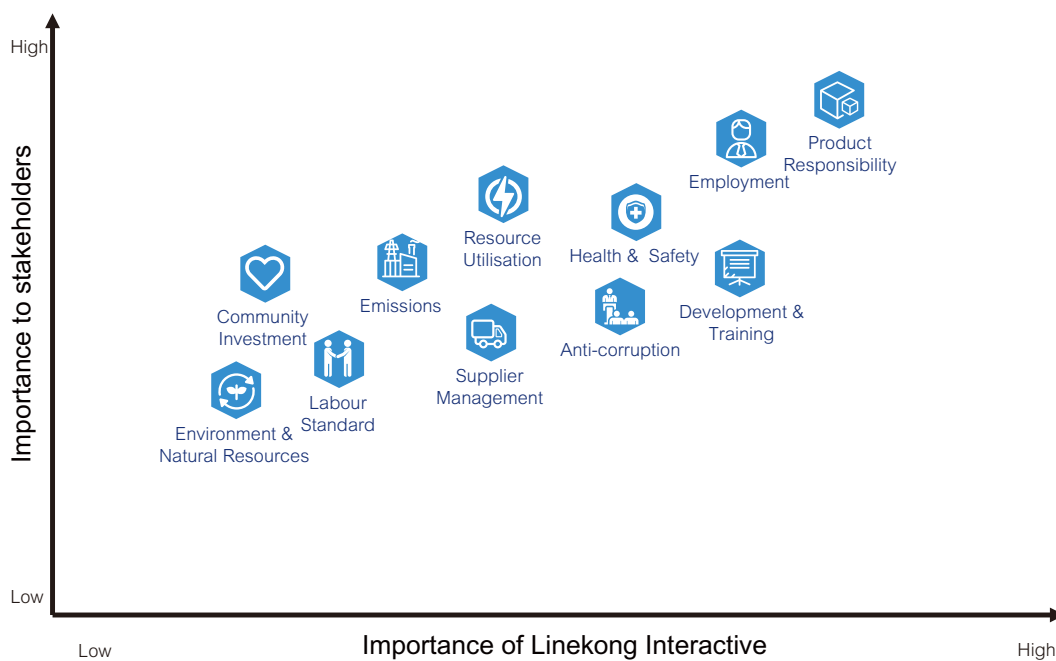 High
Importance to stakeholders
Product
Responsibility
Employment
Resource
Utilisation
Health & Safety
Community
Investment
Emissions
Development &
Training
Anti-corruption
Supplier
Management
Labour
Standard
Environment &
Natural Resources
Low
Low
Importance of Linekong Interactive
High